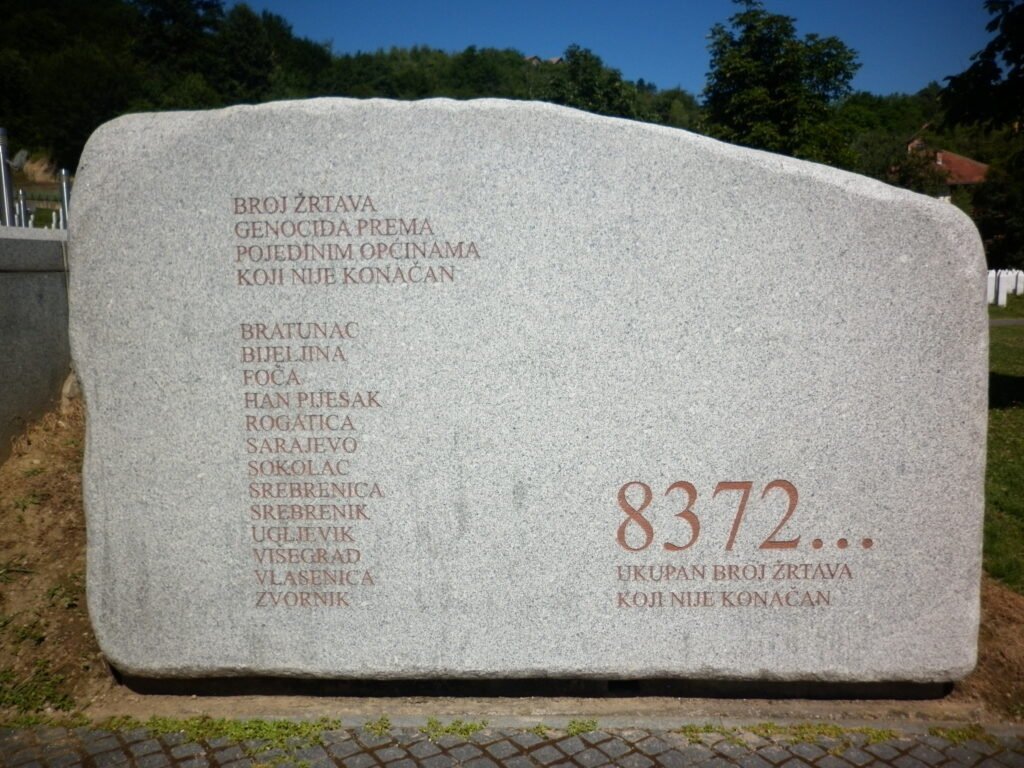 BROJ ŽRTAVA
GENOCIDA PREMA
POJEDINIM OPĆINAMA
KOJI NIJE KONAČAN
BRATUNAC
BIJELJINA
FOČA
HAN PIJESAK
ROGATICA
SARAJEVO
SOKOLAC
SREBRENICA
SREBRENIK
UGLJEVIK
VIŠEGRAD
VLASENICA
ZVORNIK
8372...
UKUPAN BROJ ŽRTAVA
KOJI NIJE KONAČAN